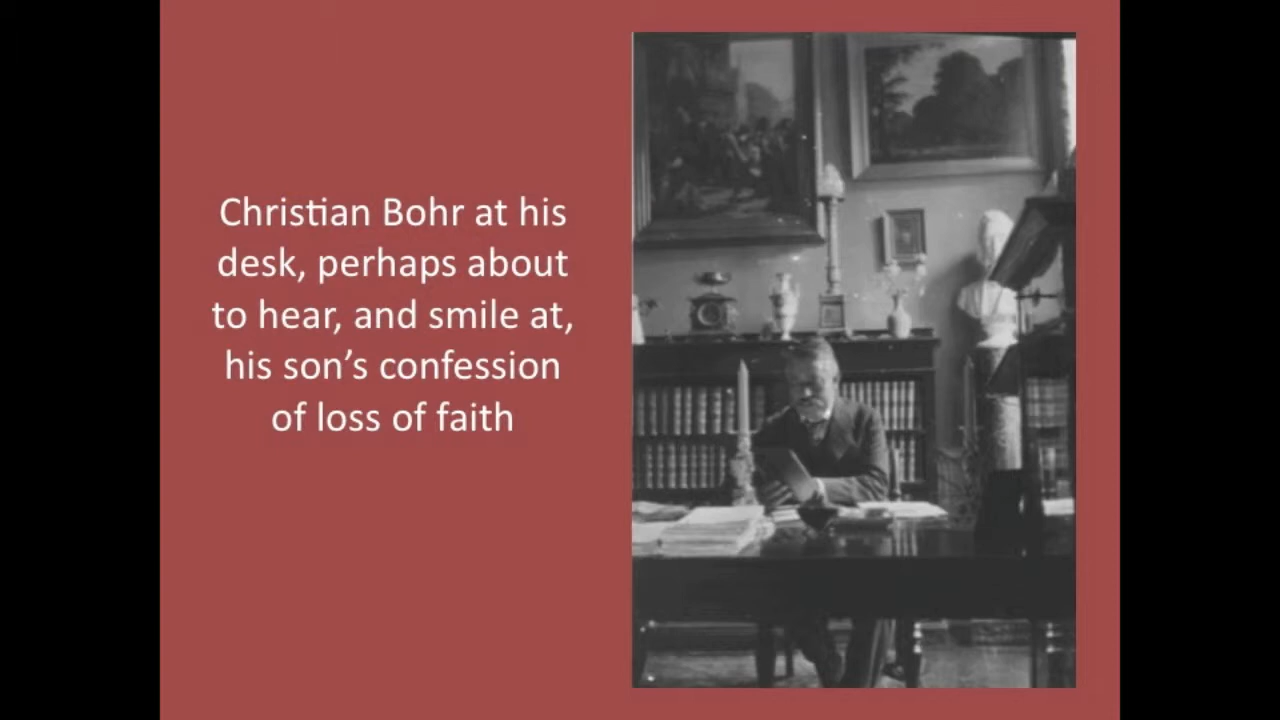 Christian Bohr at his
desk, perhaps about
to hear, and smile at,
his son’s confession
of loss of faith